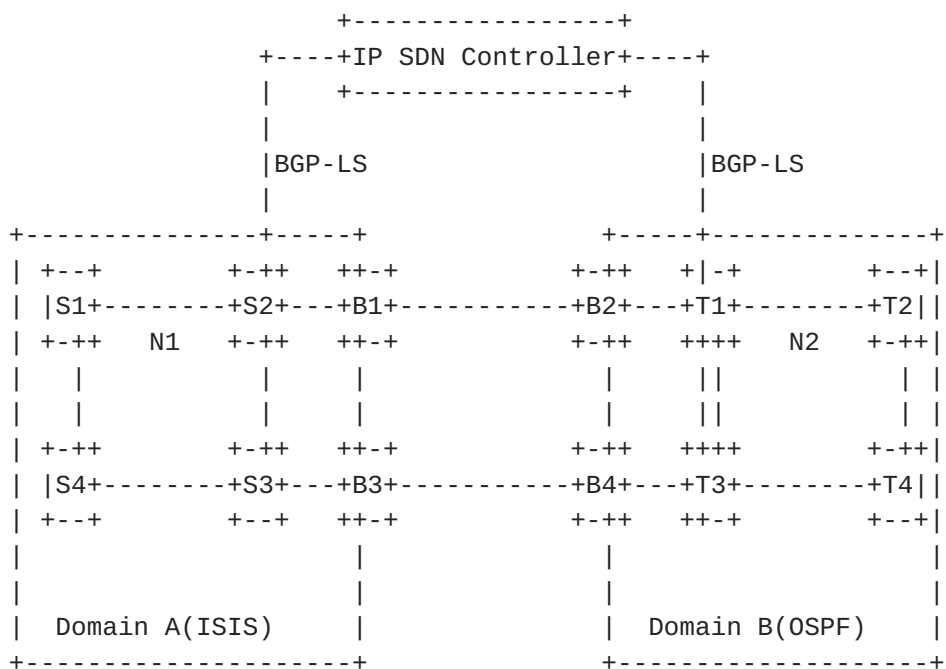 IP SDN Controller
BGP-LS BGP-LS
S1 S2 B1 B2 T1 T2
N1 N2
S4 S3 B3 B4 T3 T4
Domain A(ISIS) Domain B(OSPF)